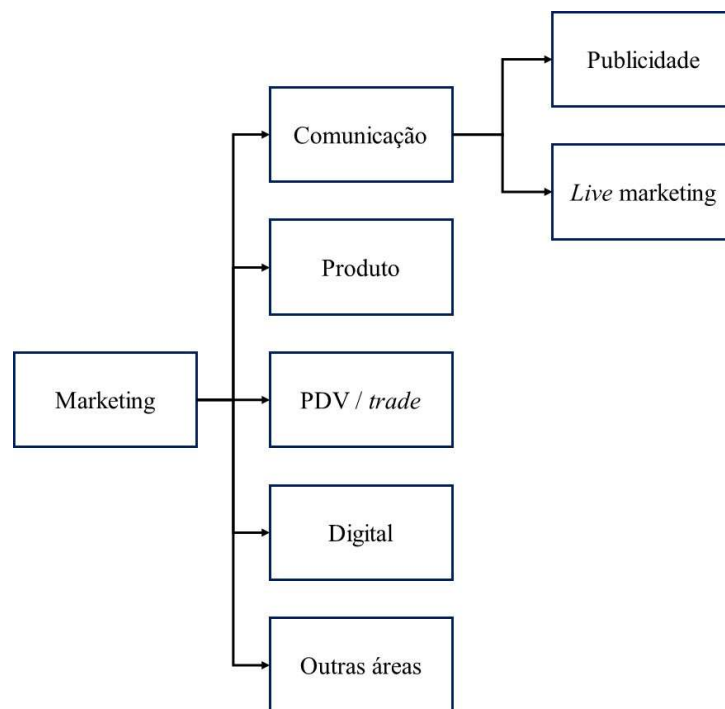 Publicidade
Comunicação
Live marketing
Produto
Marketing
PDV / trade
Digital
Outras áreas